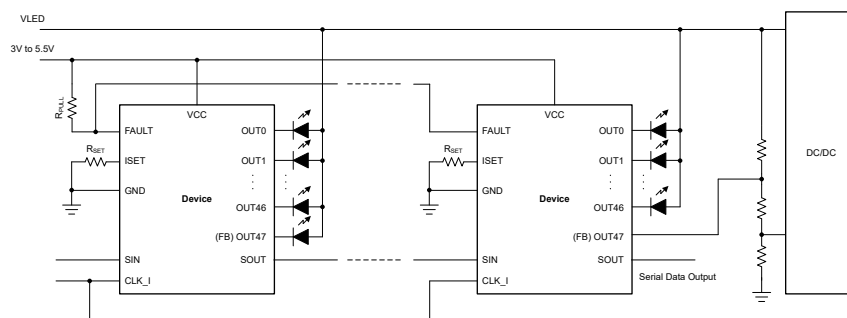 VLED
3V to 5.5V
RPULL
VCC
FAULT
OUT0
RSET
ISET
OUT1
GND
Device
OUT46
(FB) OUT47
SIN
SOUT
CLK_I
VCC
FAULT
OUT0
RSET
ISET
OUT1
GND
Device
OUT46
(FB) OUT47
SIN
SOUT
CLK_I
Serial Data Output
DC/DC